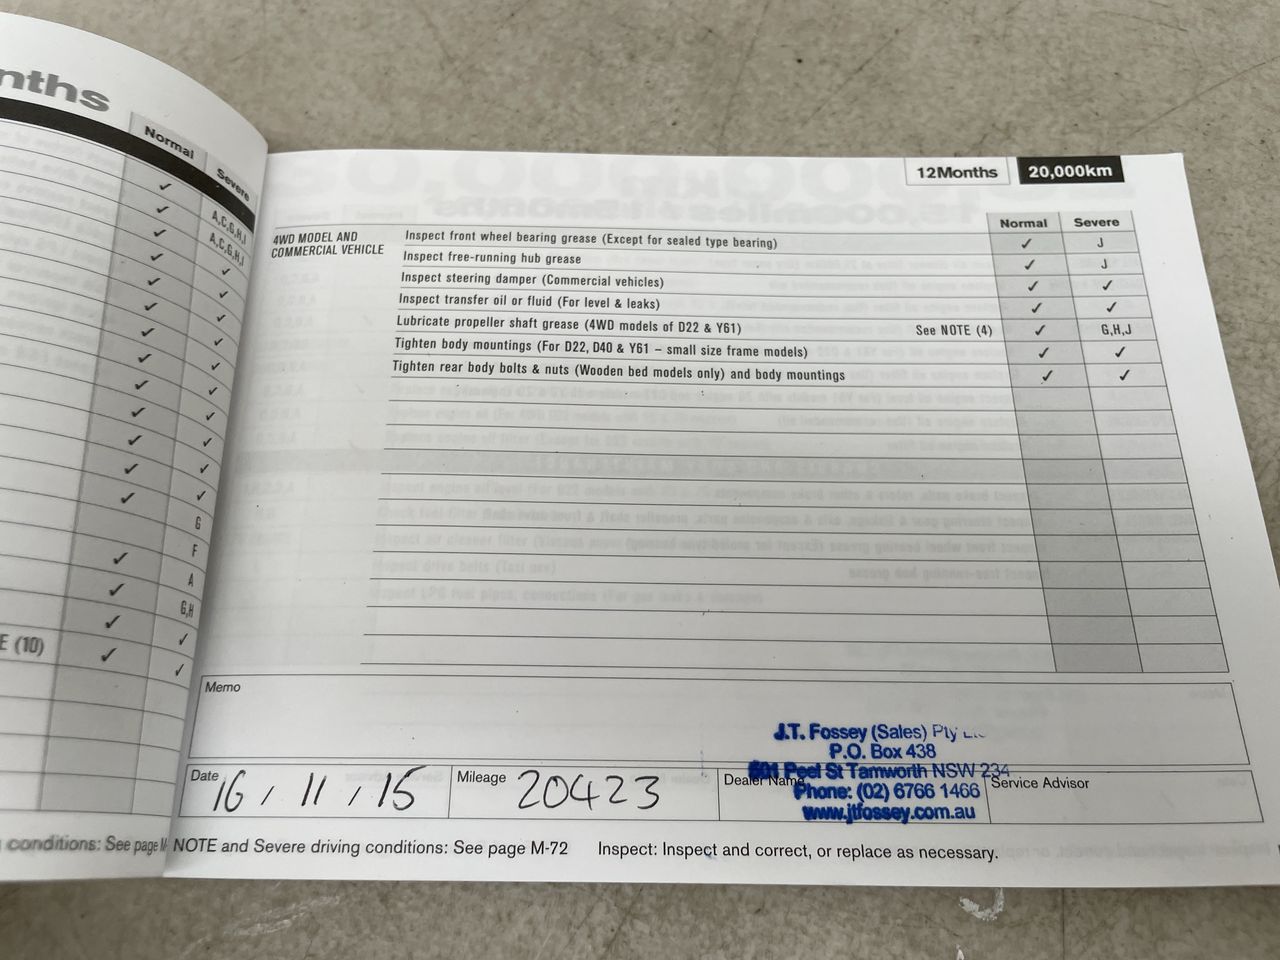 nths
Normal
Severe
✓ A,C,G,H,I
✓ A,C,G,H,I
✓ ✓
✓ ✓
✓ ✓
✓ ✓
✓ ✓
✓ ✓
✓ ✓
✓ ✓
✓ ✓
✓ ✓
✓ ✓
G
✓ F
✓ A
✓ G,H
E (10) ✓ ✓
✓
conditions: See page M-
12Months 20,000km
Normal Severe
4WD MODEL AND
COMMERCIAL VEHICLE
Inspect front wheel bearing grease (Except for sealed type bearing) ✓ J
Inspect free-running hub grease ✓ J
Inspect steering damper (Commercial vehicles) ✓ ✓
Inspect transfer oil or fluid (For level & leaks) ✓ ✓
Lubricate propeller shaft grease (4WD models of D22 & Y61) See NOTE (4) ✓ G,H,J
Tighten body mountings (For D22, D40 & Y61 – small size frame models) ✓ ✓
Tighten rear body bolts & nuts (Wooden bed models only) and body mountings ✓ ✓
Memo
J.T. Fossey (Sales) Pty
P.O. Box 438
601 Peel St Tamworth NSW 234
Phone: (02) 6766 1466
www.jtfossey.com.au
Date 16 / 11 / 15
Mileage 20423
Dealer Name
Service Advisor
NOTE and Severe driving conditions: See page M-72 Inspect: Inspect and correct, or replace as necessary.